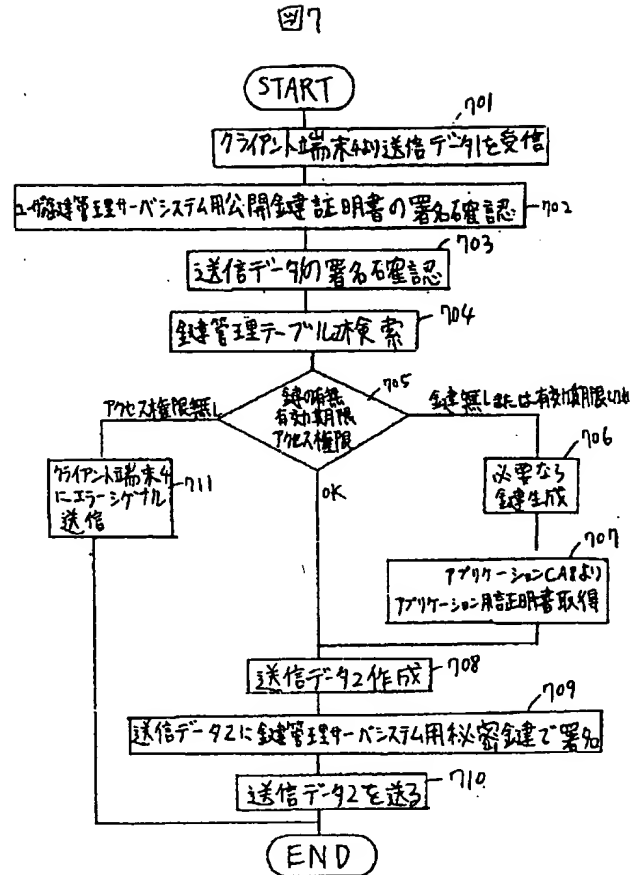 図7
START
701
クライアント端末4より送信データ1を受信
ユーザ鍵管理サーバシステム用公開鍵証明書の署名確認
702
703
送信データ1の署名確認
704
鍵管理テーブル検索
705
鍵の有無
有効期限
アクセス権限
アクセス権限無し
鍵無しまたは有効期限切れ
706
クライアント端末4
にエラーシグナル
送信
711
OK
必要なら
鍵生成
707
アプリケーションCA8より
アプリケーション用証明書取得
送信データ2作成
708
709
送信データ2に鍵管理サーバシステム用秘密鍵で署名
送信データ2を送る
710
END